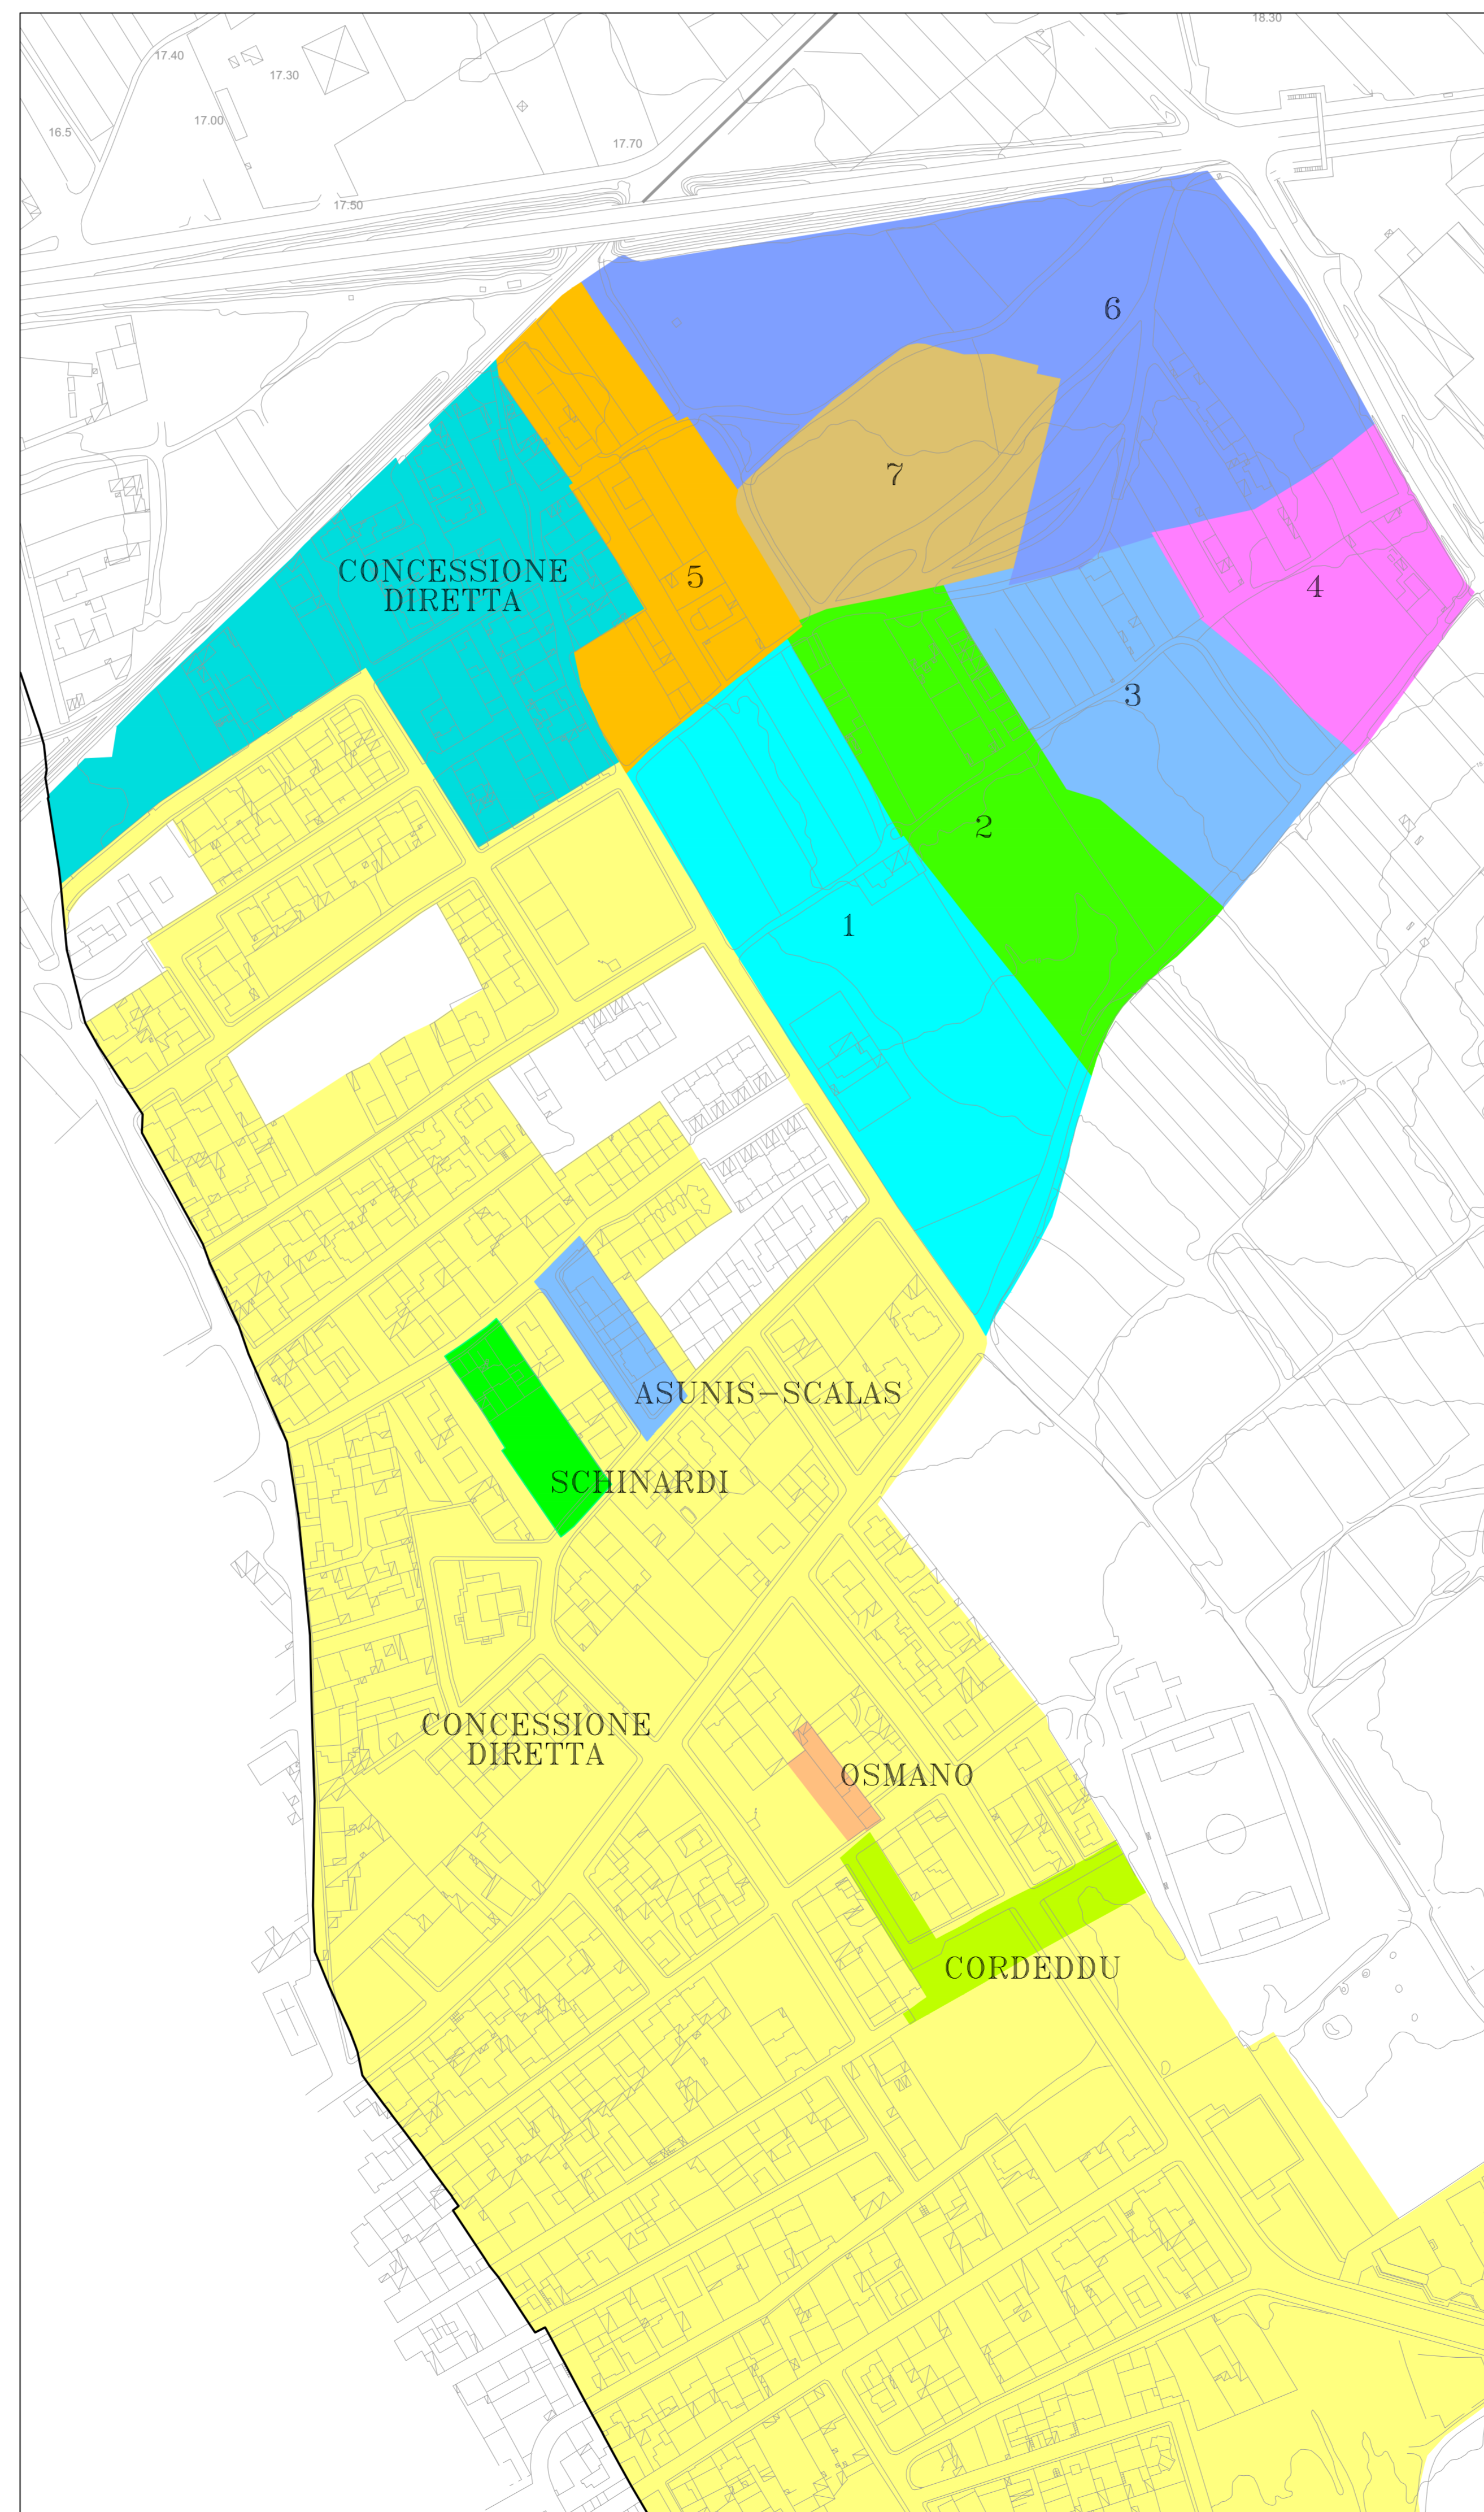 18.30
17.40
17.30
17.00
16.5
17.70
17.50
6
7
CONCESSIONE
DIRETTA
5
4
3
2
1
ASUNIS-SCALAS
SCHINARDI
CONCESSIONE
DIRETTA
OSMANO
CORDEDDU